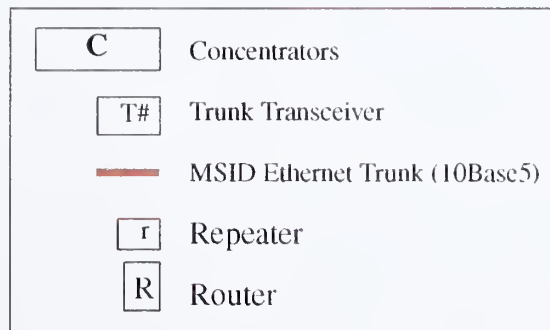 C Concentrators
T# Trunk Transceiver
MSID Ethernet Trunk (10Base5)
r Repeater
R Router